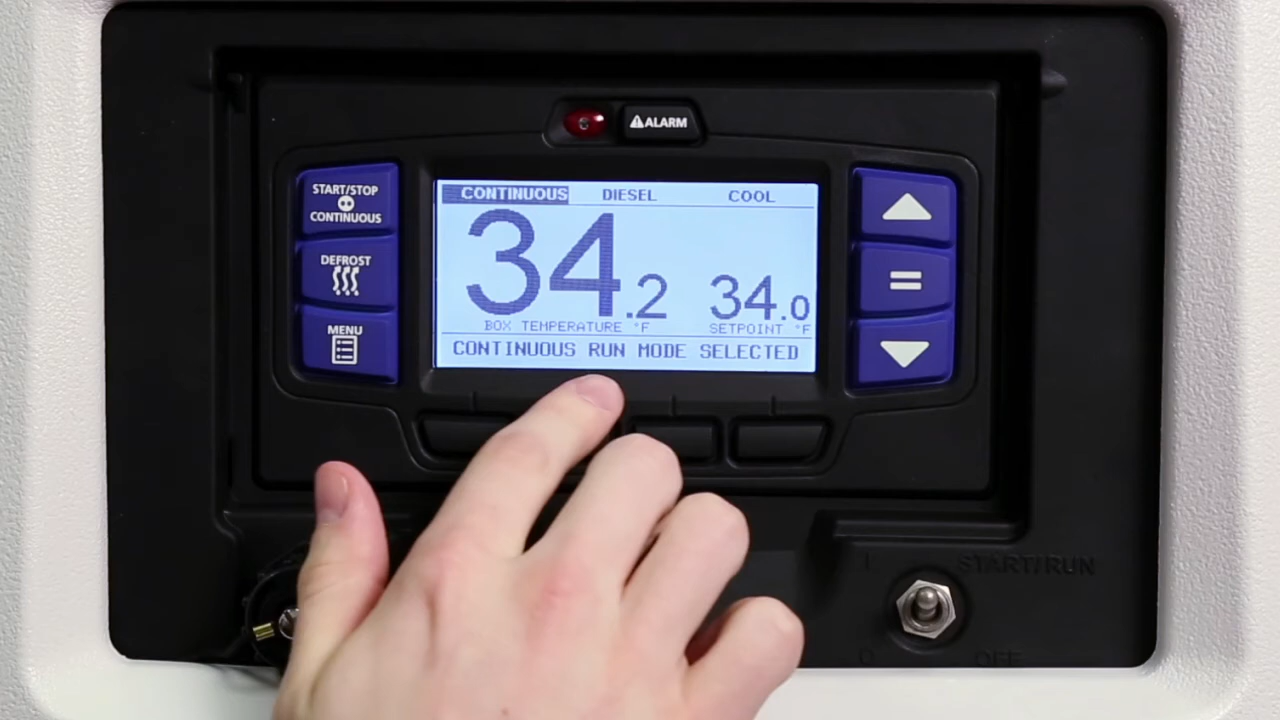 ALARM
START/STOP
CONTINUOUS
DEFROST
MENU
CONTINUOUS DIESEL COOL
34.2 34.0
BOX TEMPERATURE °F SETPOINT °F
CONTINUOUS RUN MODE SELECTED
I START/RUN
O OFF